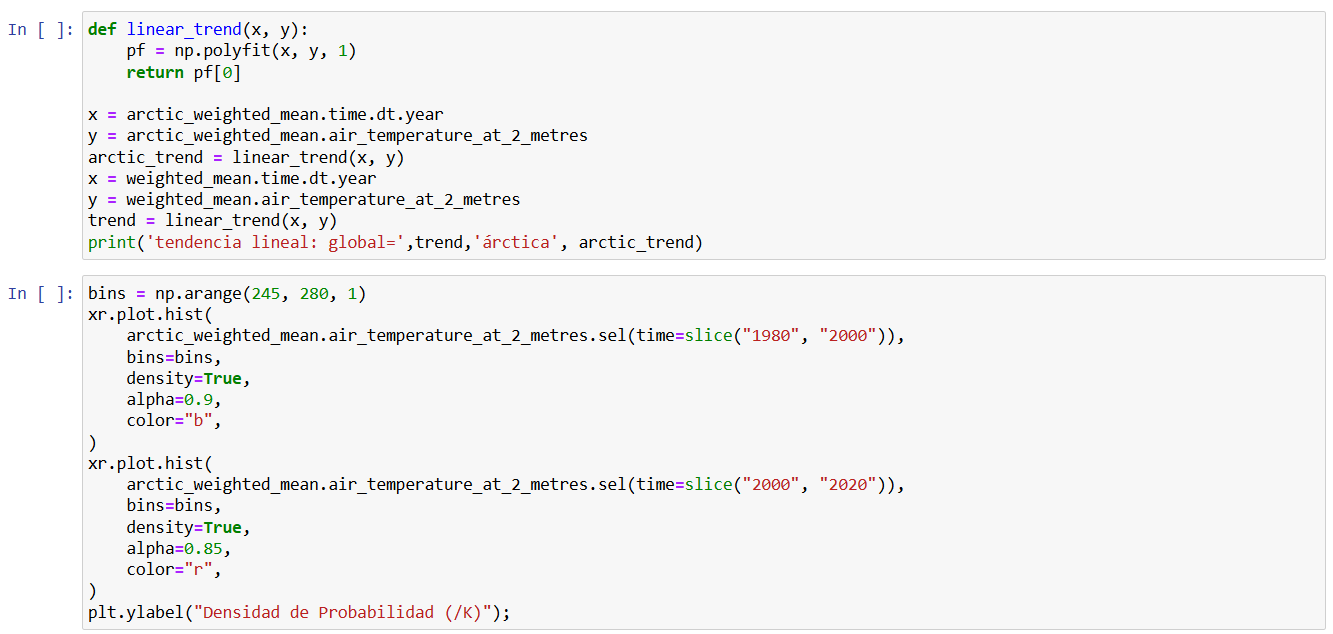 In [ ]: def linear_trend(x, y):
    pf = np.polyfit(x, y, 1)
    return pf[0]

x = arctic_weighted_mean.time.dt.year
y = arctic_weighted_mean.air_temperature_at_2_metres
arctic_trend = linear_trend(x, y)
x = weighted_mean.time.dt.year
y = weighted_mean.air_temperature_at_2_metres
trend = linear_trend(x, y)
print('tendencia lineal: global=',trend,'árctica', arctic_trend)

In [ ]: bins = np.arange(245, 280, 1)
xr.plot.hist(
    arctic_weighted_mean.air_temperature_at_2_metres.sel(time=slice("1980", "2000")),
    bins=bins,
    density=True,
    alpha=0.9,
    color="b",
)
xr.plot.hist(
    arctic_weighted_mean.air_temperature_at_2_metres.sel(time=slice("2000", "2020")),
    bins=bins,
    density=True,
    alpha=0.85,
    color="r",
)
plt.ylabel("Densidad de Probabilidad (/K)");